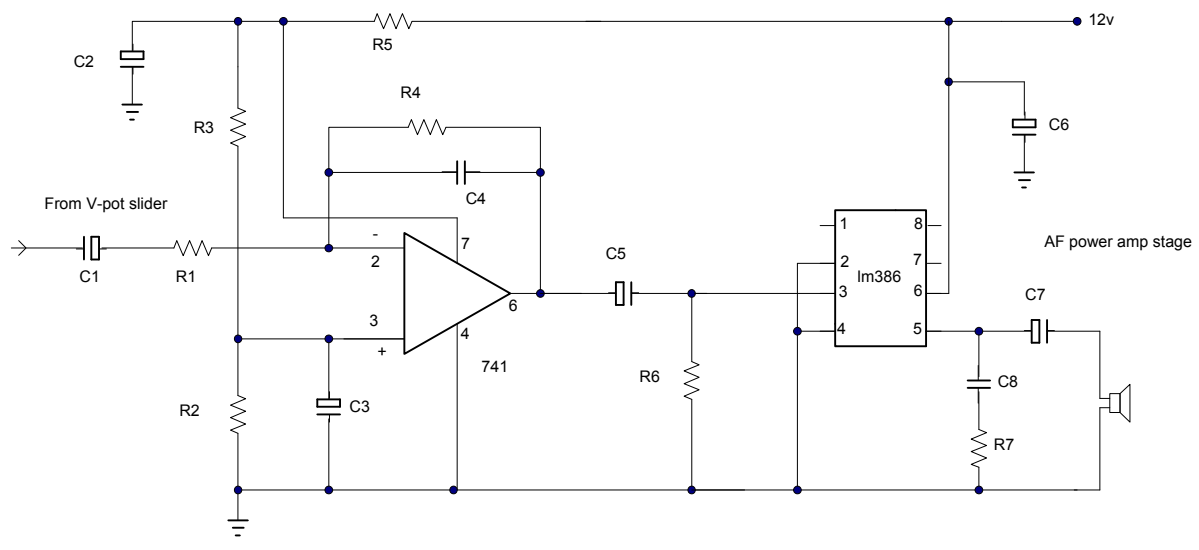 12v
R5
C2
R4
R3
C6
C4
From V-pot slider
1
8
-
7
AF power amp stage
2
2
7
C5
C1
R1
lm386
3
6
C7
6
3
4
4
5
+
741
R6
C8
R2
C3
R7